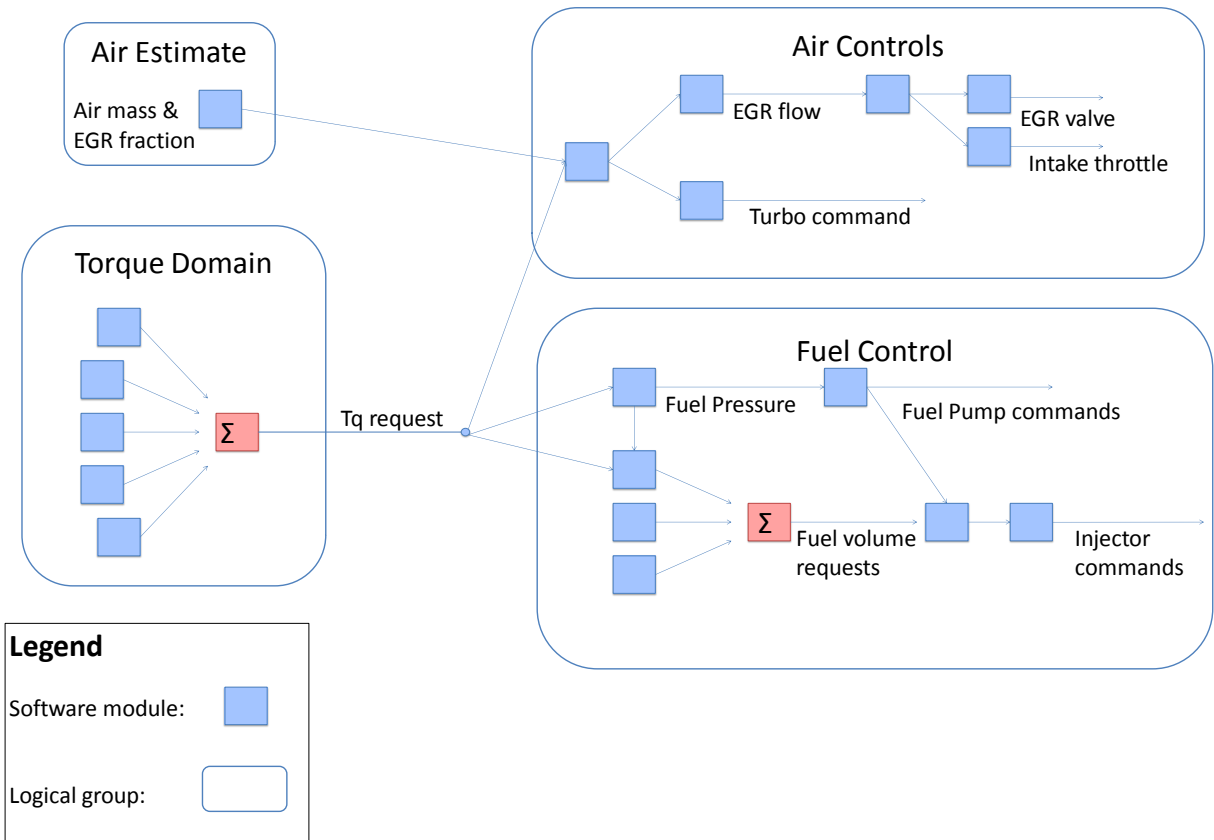 Air Estimate
Air mass &
EGR fraction
Air Controls
EGR flow
EGR valve
Intake throttle
Turbo command
Torque Domain
Σ
Tq request
Fuel Control
Fuel Pressure
Fuel Pump commands
Σ
Fuel volume
requests
Injector
commands
Legend
Software module:
Logical group: